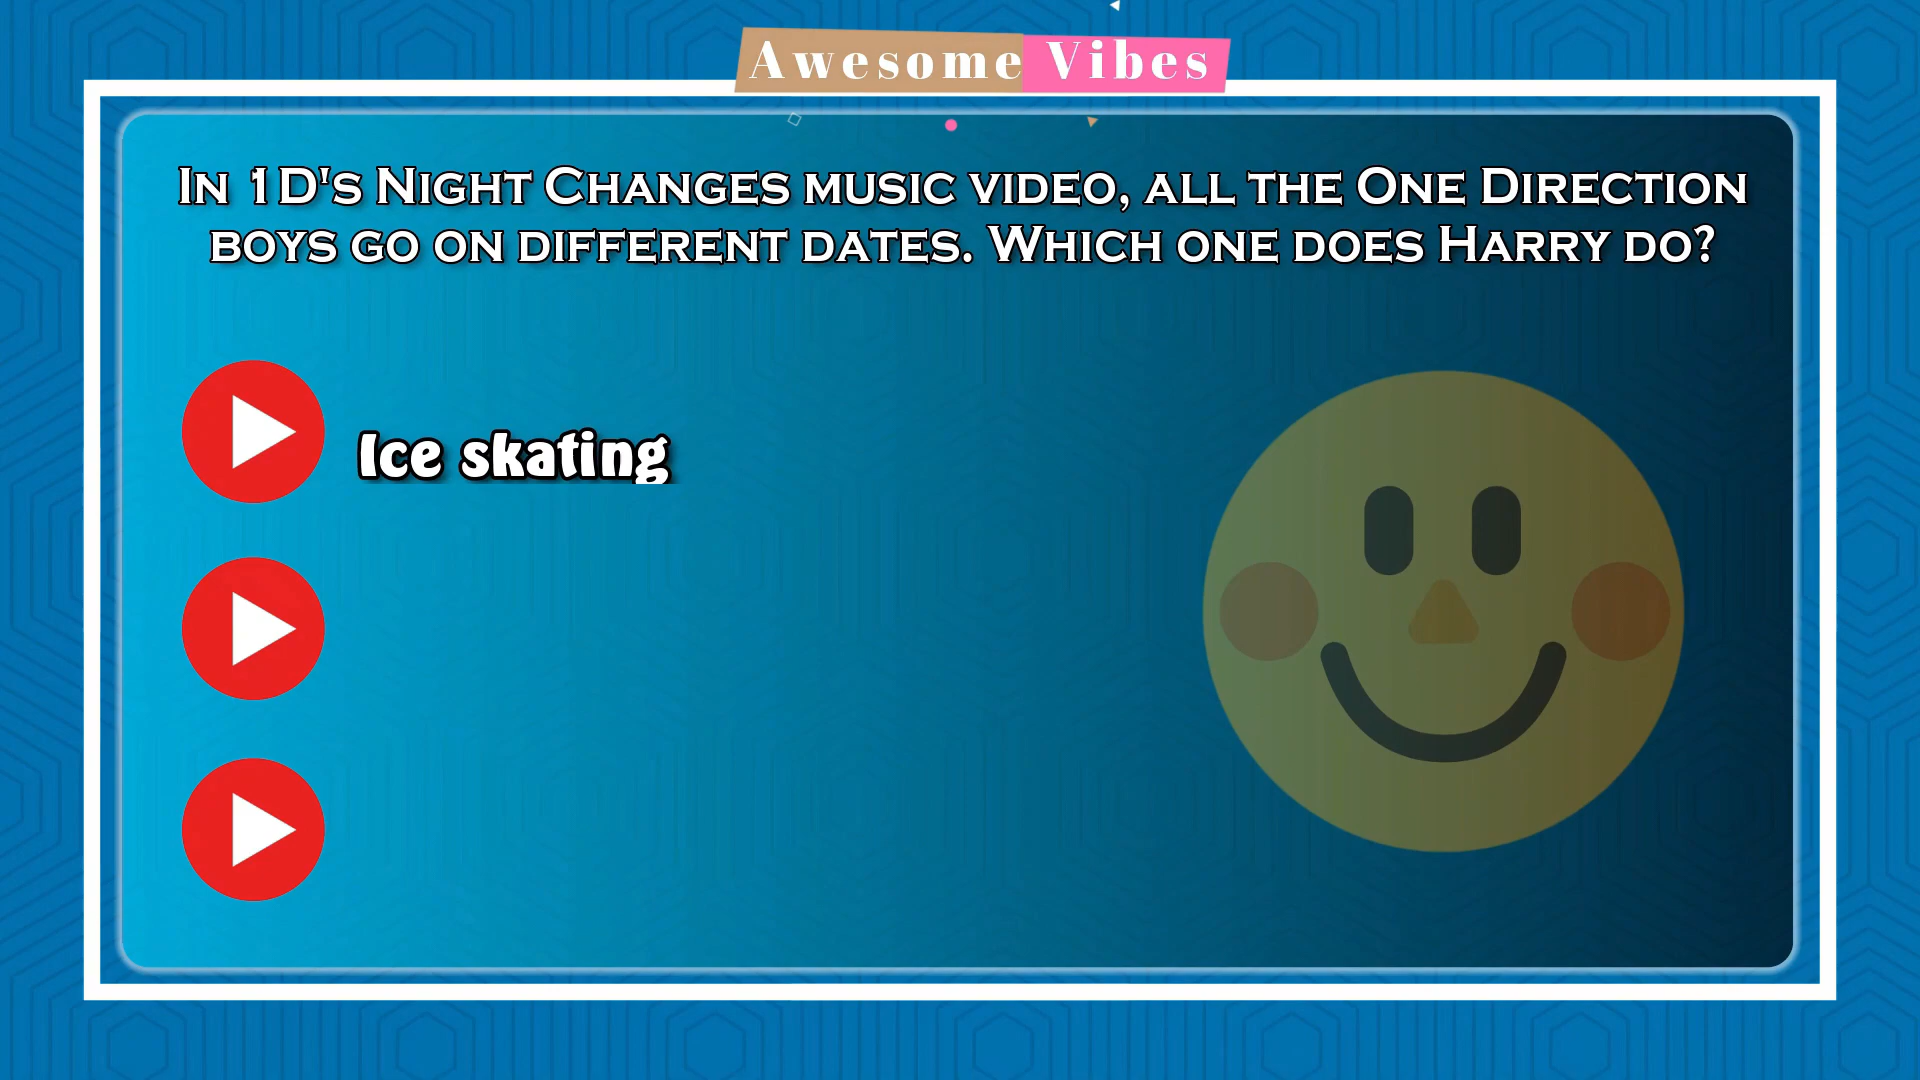 Awesome Vibes
In 1D's Night Changes music video, all the One Direction
boys go on different dates. Which one does Harry do?
Ice skating